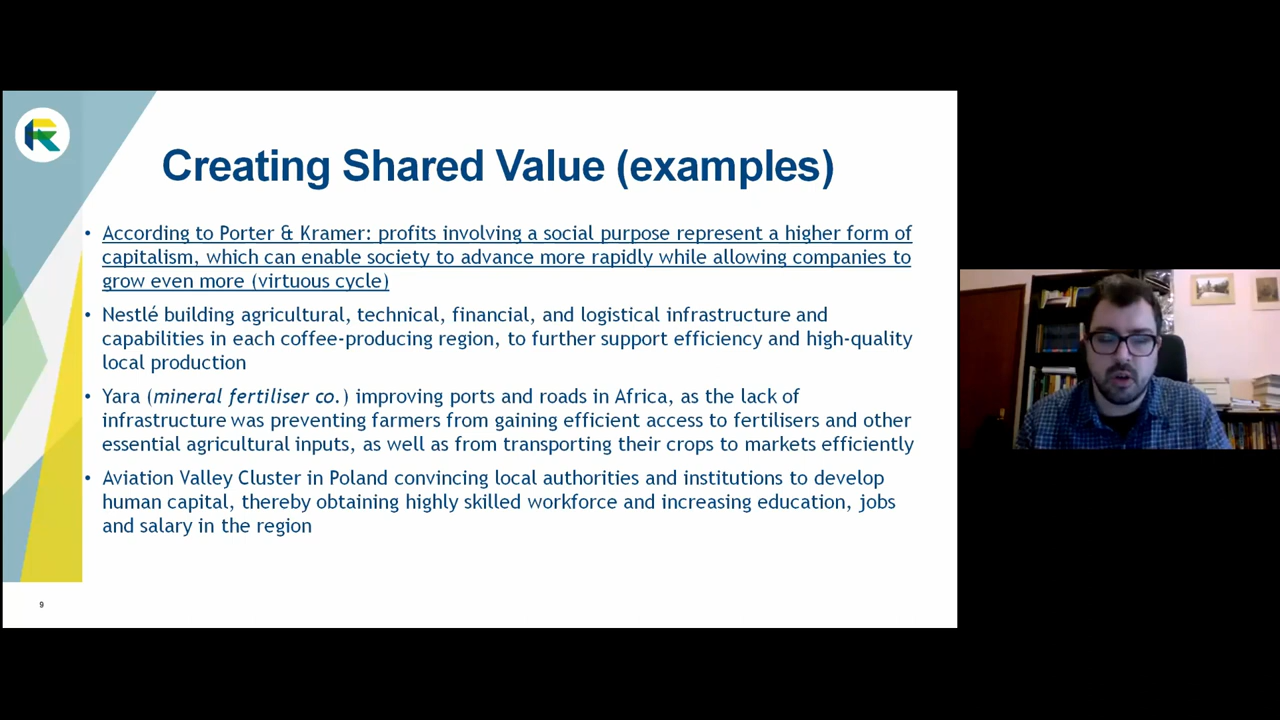 Creating Shared Value (examples)
• According to Porter & Kramer: profits involving a social purpose represent a higher form of
capitalism, which can enable society to advance more rapidly while allowing companies to
grow even more (virtuous cycle)
• Nestlé building agricultural, technical, financial, and logistical infrastructure and
capabilities in each coffee-producing region, to further support efficiency and high-quality
local production
• Yara (mineral fertiliser co.) improving ports and roads in Africa, as the lack of
infrastructure was preventing farmers from gaining efficient access to fertilisers and other
essential agricultural inputs, as well as from transporting their crops to markets efficiently
• Aviation Valley Cluster in Poland convincing local authorities and institutions to develop
human capital, thereby obtaining highly skilled workforce and increasing education, jobs
and salary in the region
9